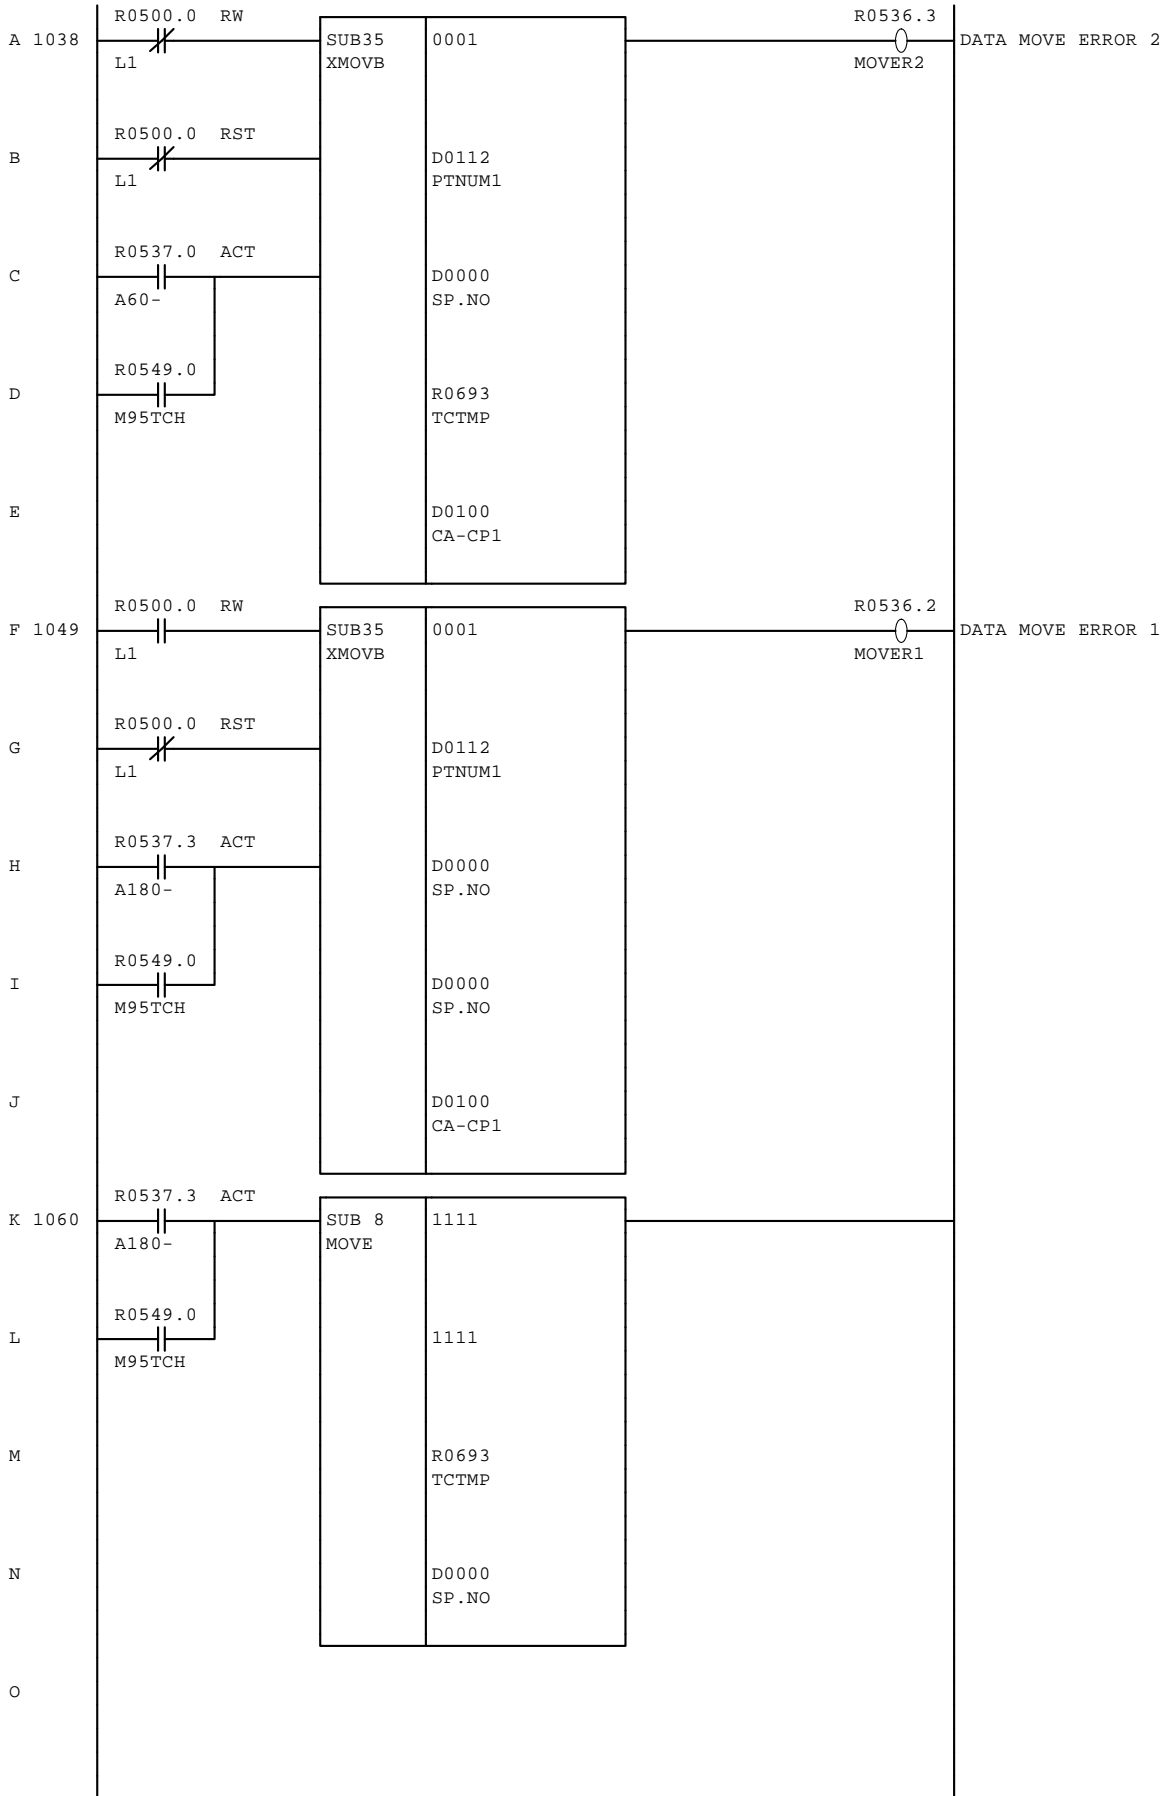 R0500.0 RW R0536.3
A 1038 SUB35 0001 DATA MOVE ERROR 2
L1 XMOVB MOVER2
R0500.0 RST
B D0112
L1 PTNUM1
R0537.0 ACT
C D0000
A60- SP.NO
R0549.0
D R0693
M95TCH TCTMP
E D0100
CA-CP1
R0500.0 RW R0536.2
F 1049 SUB35 0001 DATA MOVE ERROR 1
L1 XMOVB MOVER1
R0500.0 RST
G D0112
L1 PTNUM1
R0537.3 ACT
H D0000
A180- SP.NO
R0549.0
I D0000
M95TCH SP.NO
J D0100
CA-CP1
R0537.3 ACT
K 1060 SUB 8 1111
A180- MOVE
R0549.0
L 1111
M95TCH
M R0693
TCTMP
N D0000
SP.NO
O